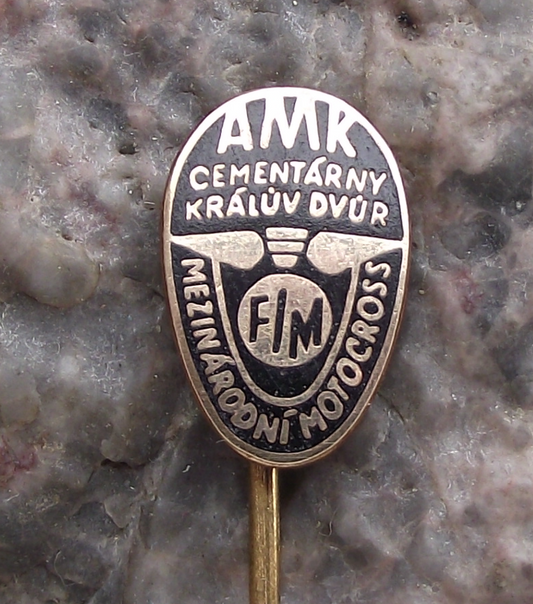 AMK
CEMENTÁRNY
KRÁLŮV DVŮR
FIM
MEZINÁRODNÍ MOTOCROSS